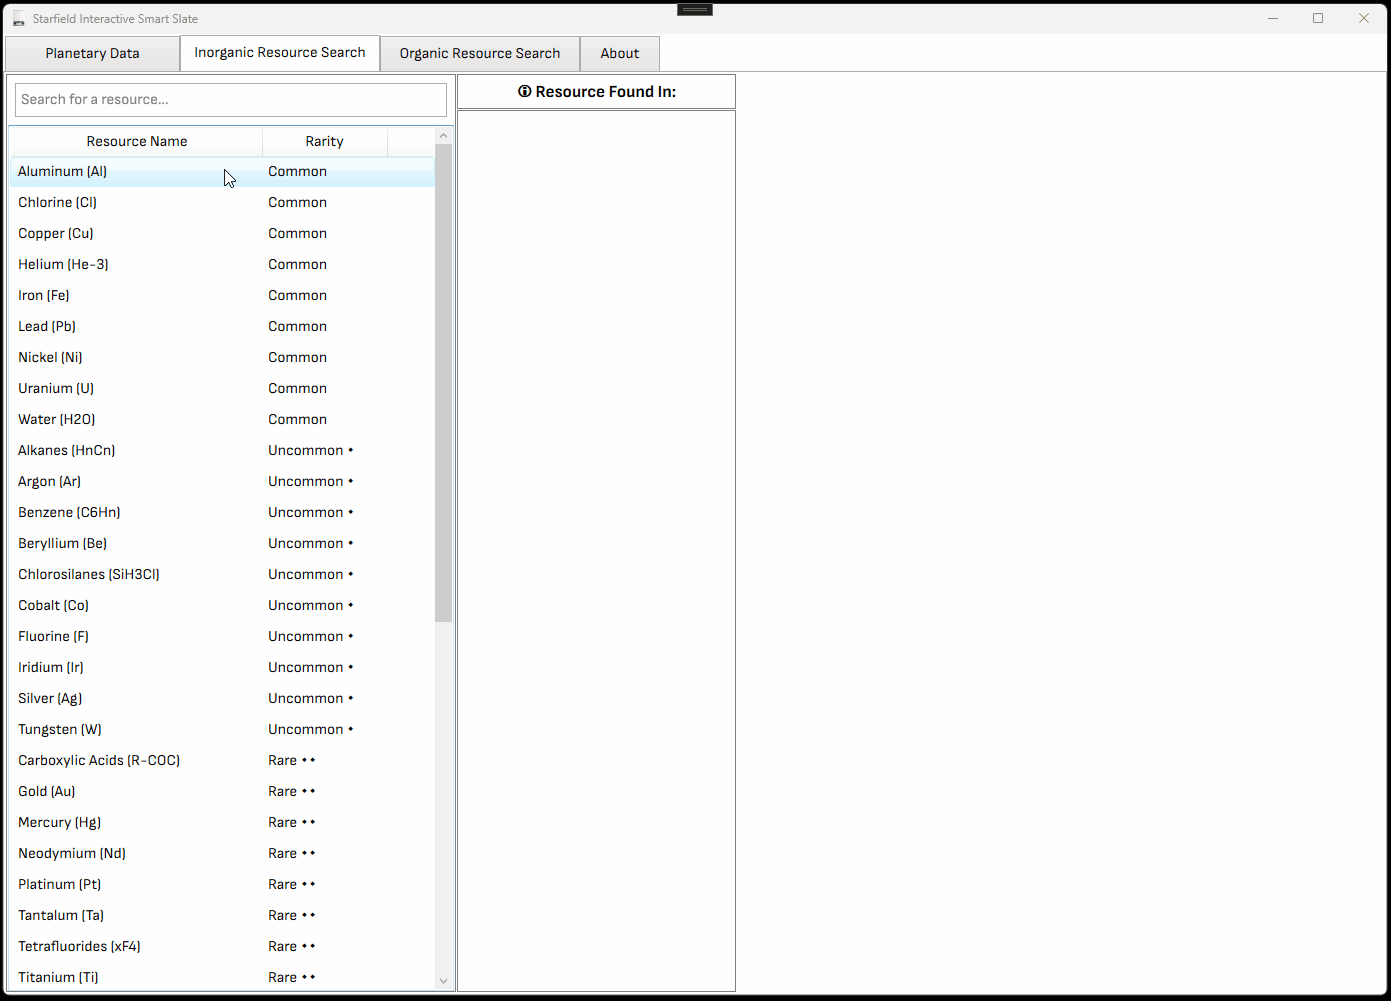 Starfield Interactive Smart Slate
Planetary Data Inorganic Resource Search Organic Resource Search About
Search for a resource...
🛈 Resource Found In:
Resource Name Rarity
Aluminum (Al) Common
Chlorine (Cl) Common
Copper (Cu) Common
Helium (He-3) Common
Iron (Fe) Common
Lead (Pb) Common
Nickel (Ni) Common
Uranium (U) Common
Water (H2O) Common
Alkanes (HnCn) Uncommon •
Argon (Ar) Uncommon •
Benzene (C6Hn) Uncommon •
Beryllium (Be) Uncommon •
Chlorosilanes (SiH3Cl) Uncommon •
Cobalt (Co) Uncommon •
Fluorine (F) Uncommon •
Iridium (Ir) Uncommon •
Silver (Ag) Uncommon •
Tungsten (W) Uncommon •
Carboxylic Acids (R-COC) Rare ••
Gold (Au) Rare ••
Mercury (Hg) Rare ••
Neodymium (Nd) Rare ••
Platinum (Pt) Rare ••
Tantalum (Ta) Rare ••
Tetrafluorides (xF4) Rare ••
Titanium (Ti) Rare ••